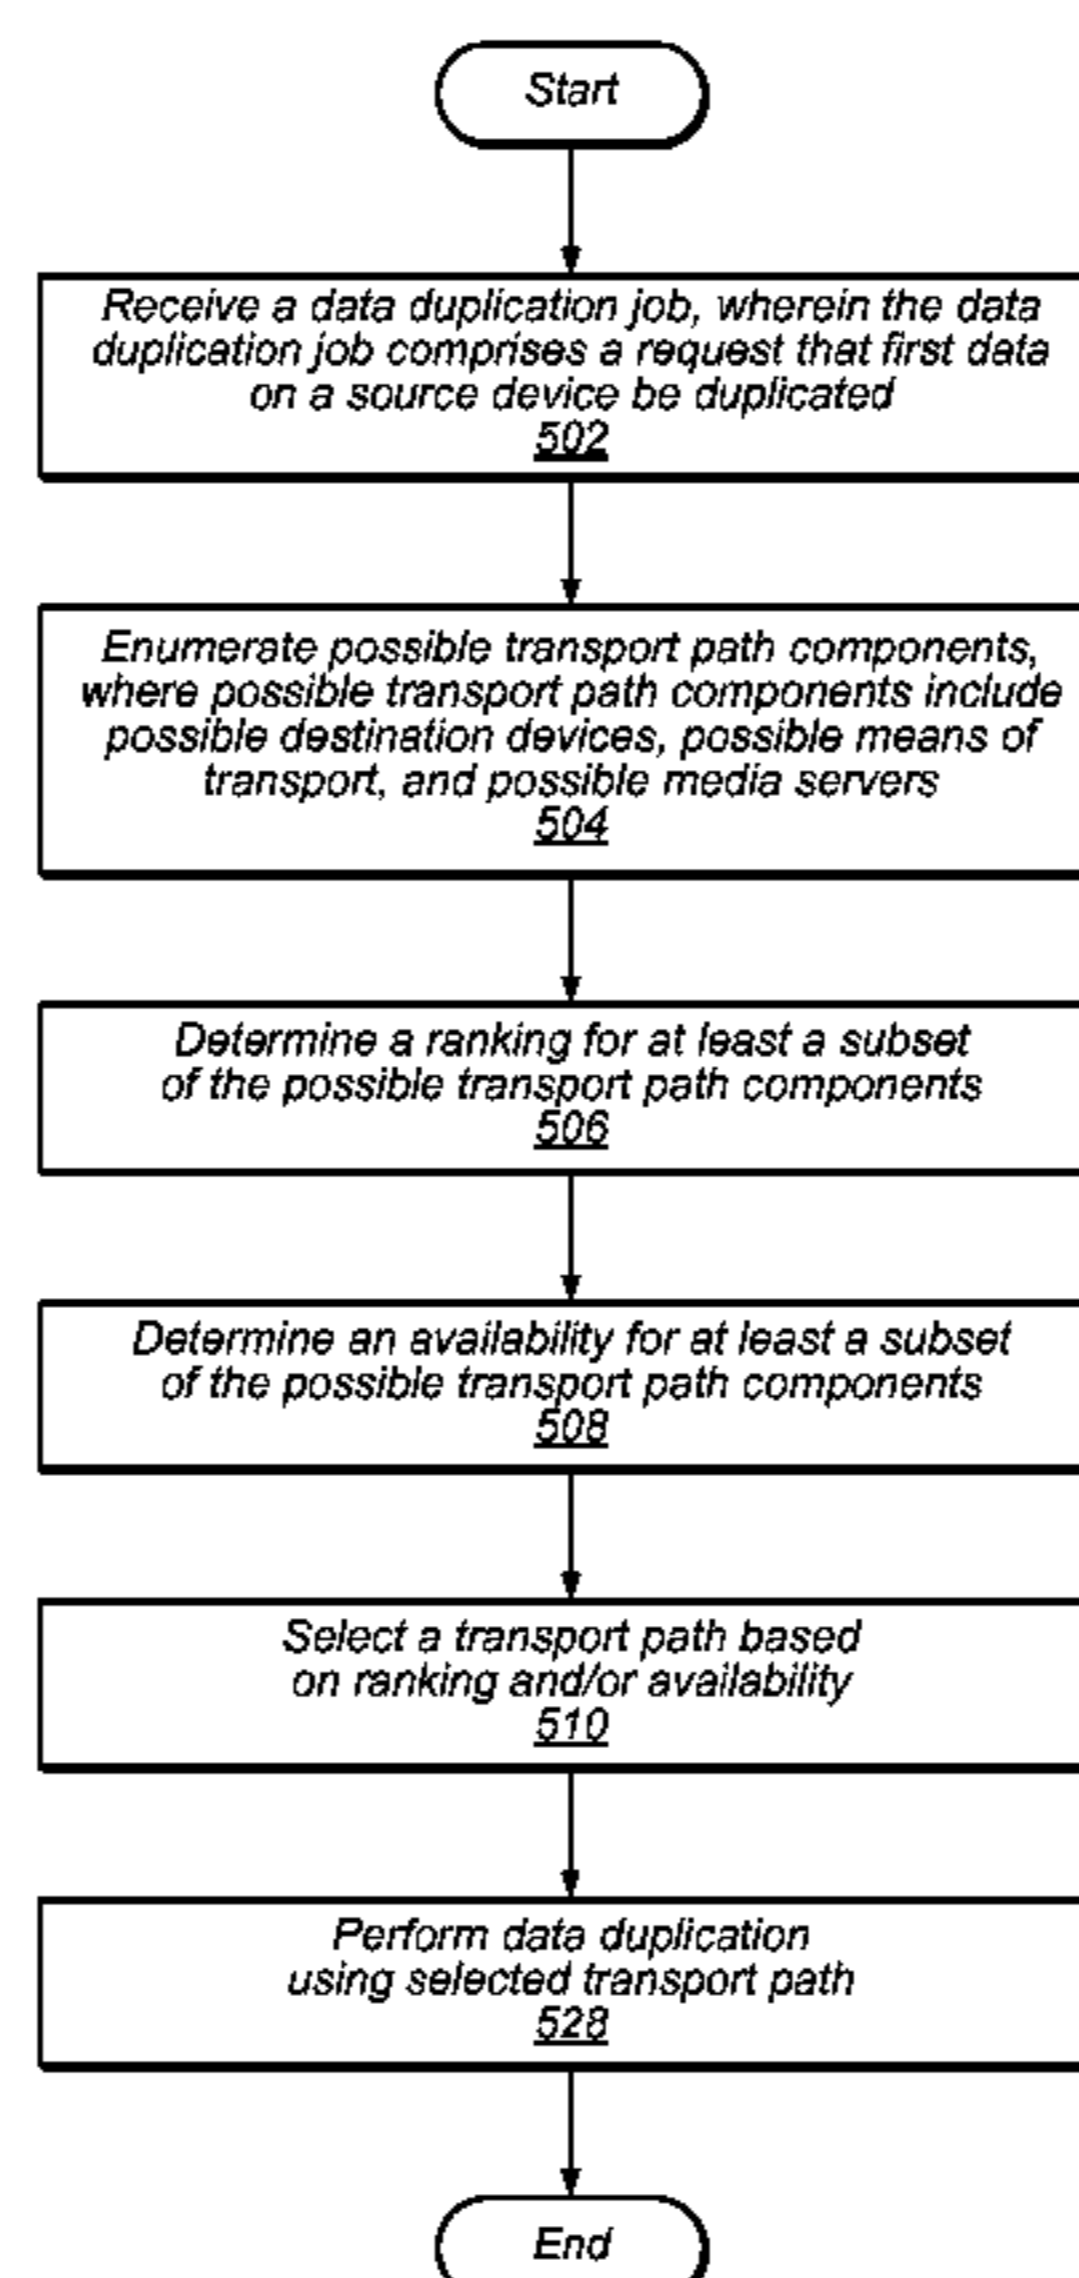 Start
Receive a data duplication job, wherein the data
duplication job comprises a request that first data
on a source device be duplicated
502
Enumerate possible transport path components,
where possible transport path components include
possible destination devices, possible means of
transport, and possible media servers
504
Determine a ranking for at least a subset
of the possible transport path components
506
Determine an availability for at least a subset
of the possible transport path components
508
Select a transport path based
on ranking and/or availability
510
Perform data duplication
using selected transport path
528
End